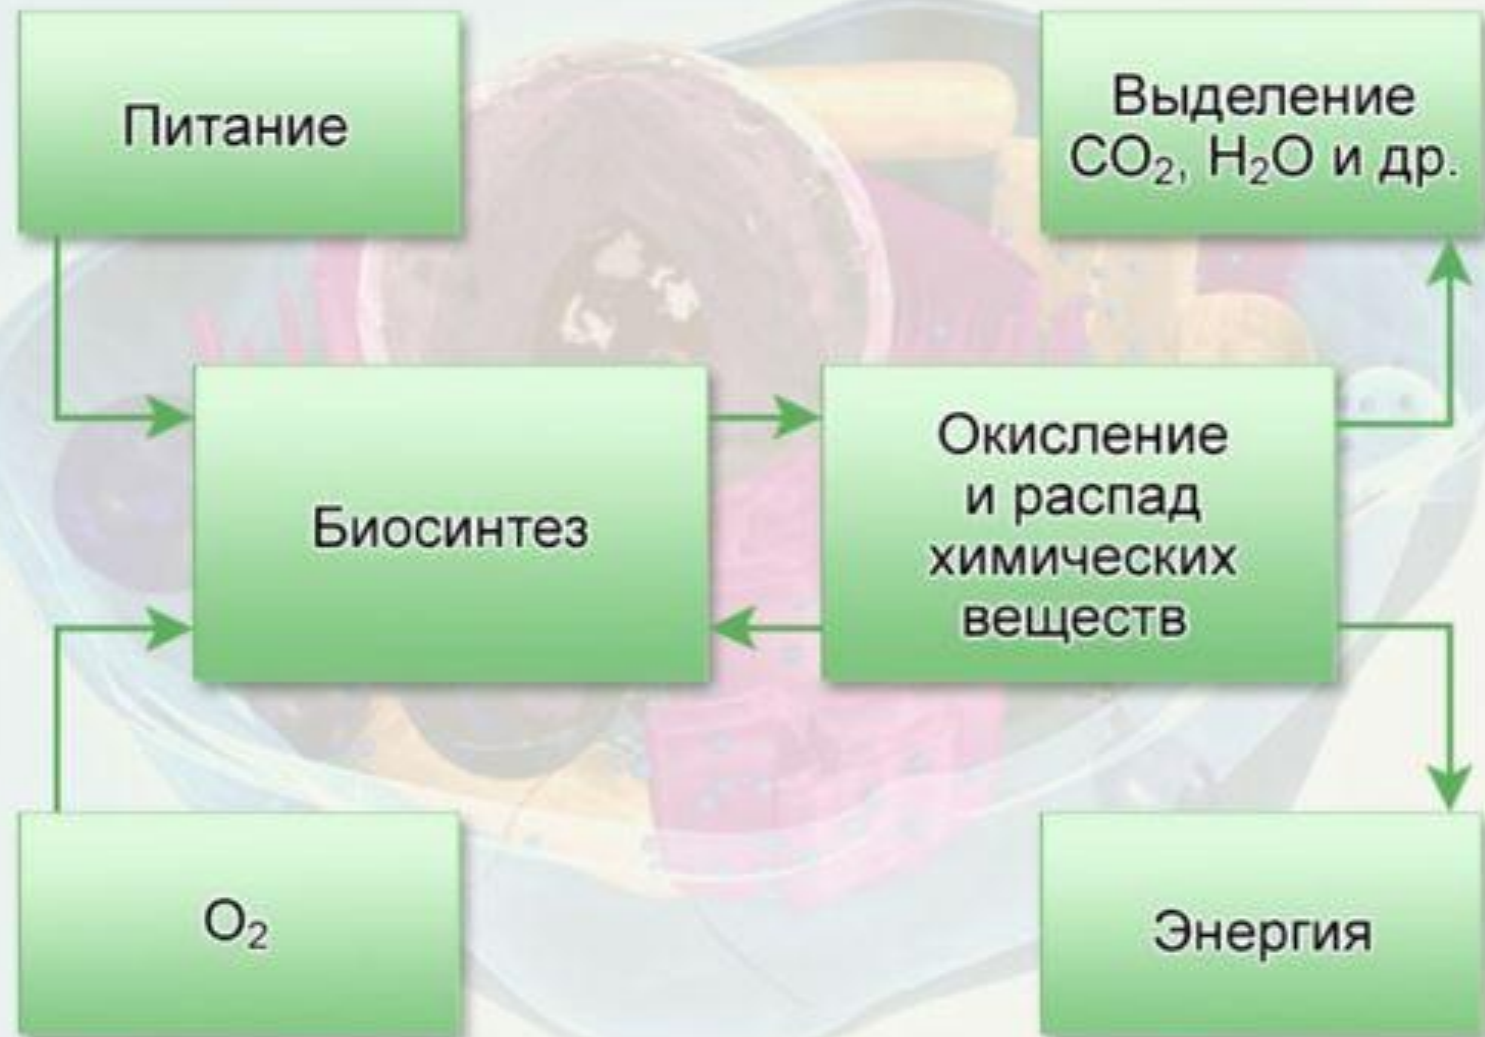 Питание
Выделение
CO₂, H₂O и др.
Биосинтез
Окисление
и распад
химических
веществ
O₂
Энергия